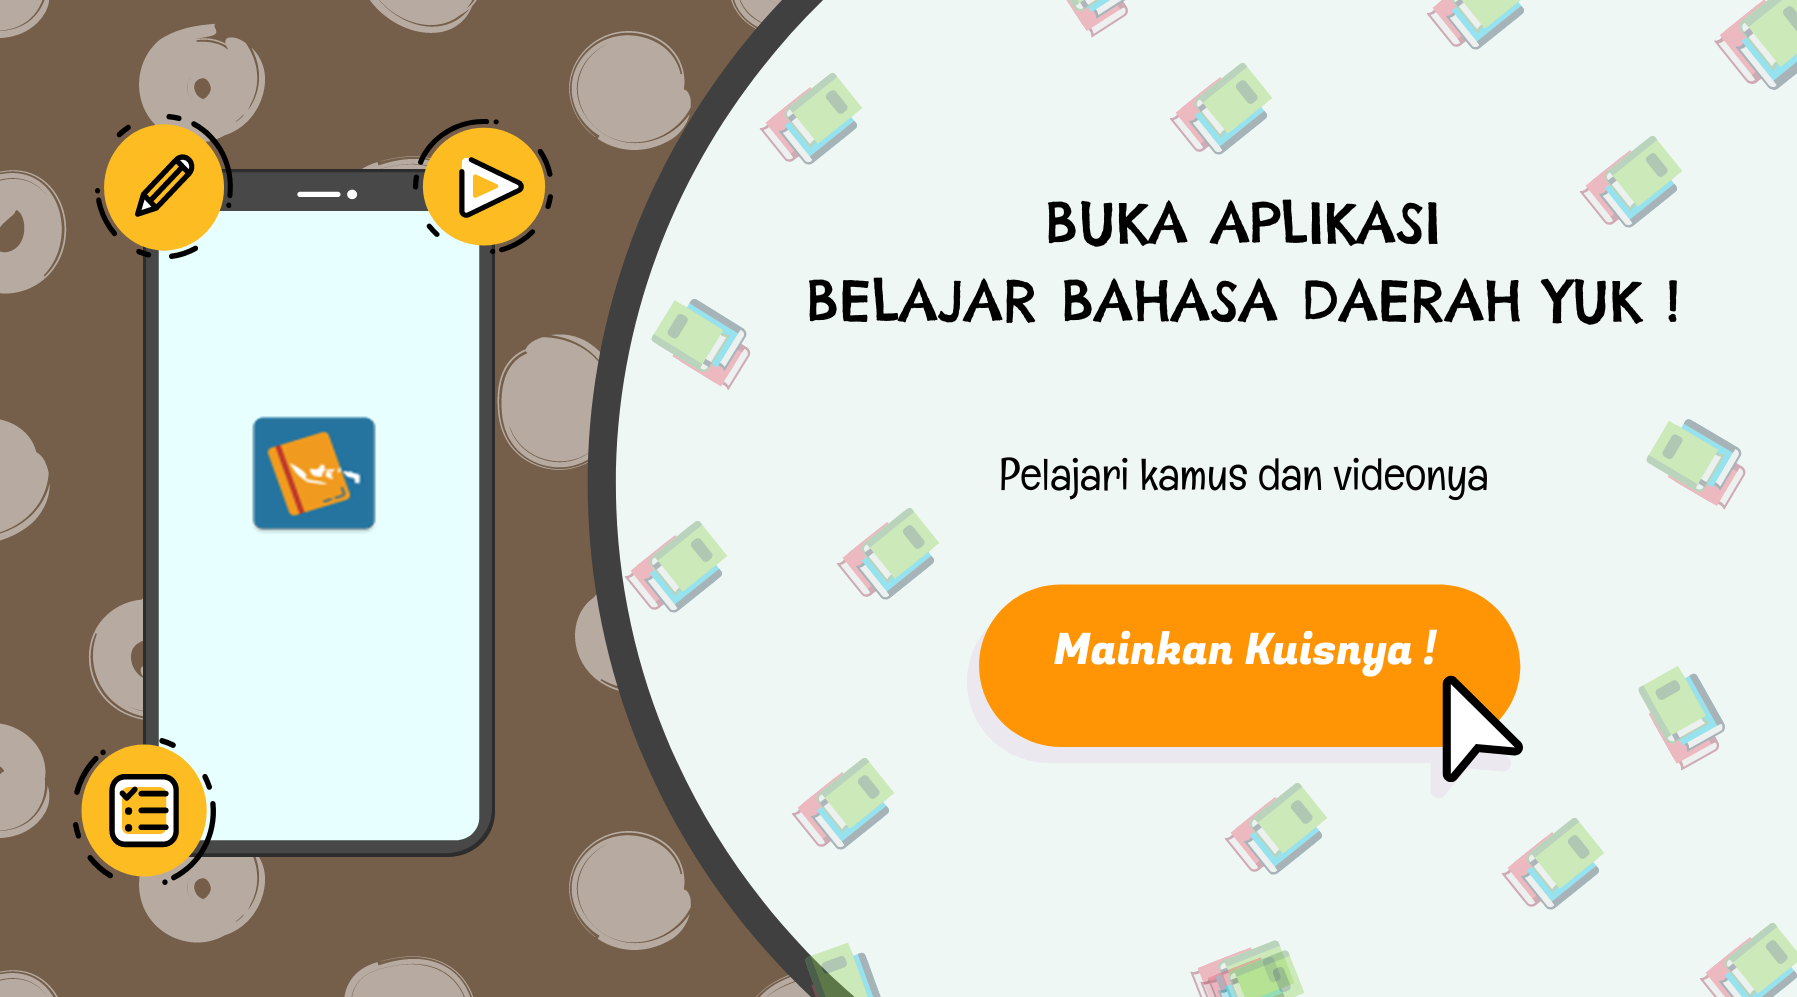 BUKA APLIKASI
BELAJAR BAHASA DAERAH YUK !
Pelajari kamus dan videonya
Mainkan Kuisnya !